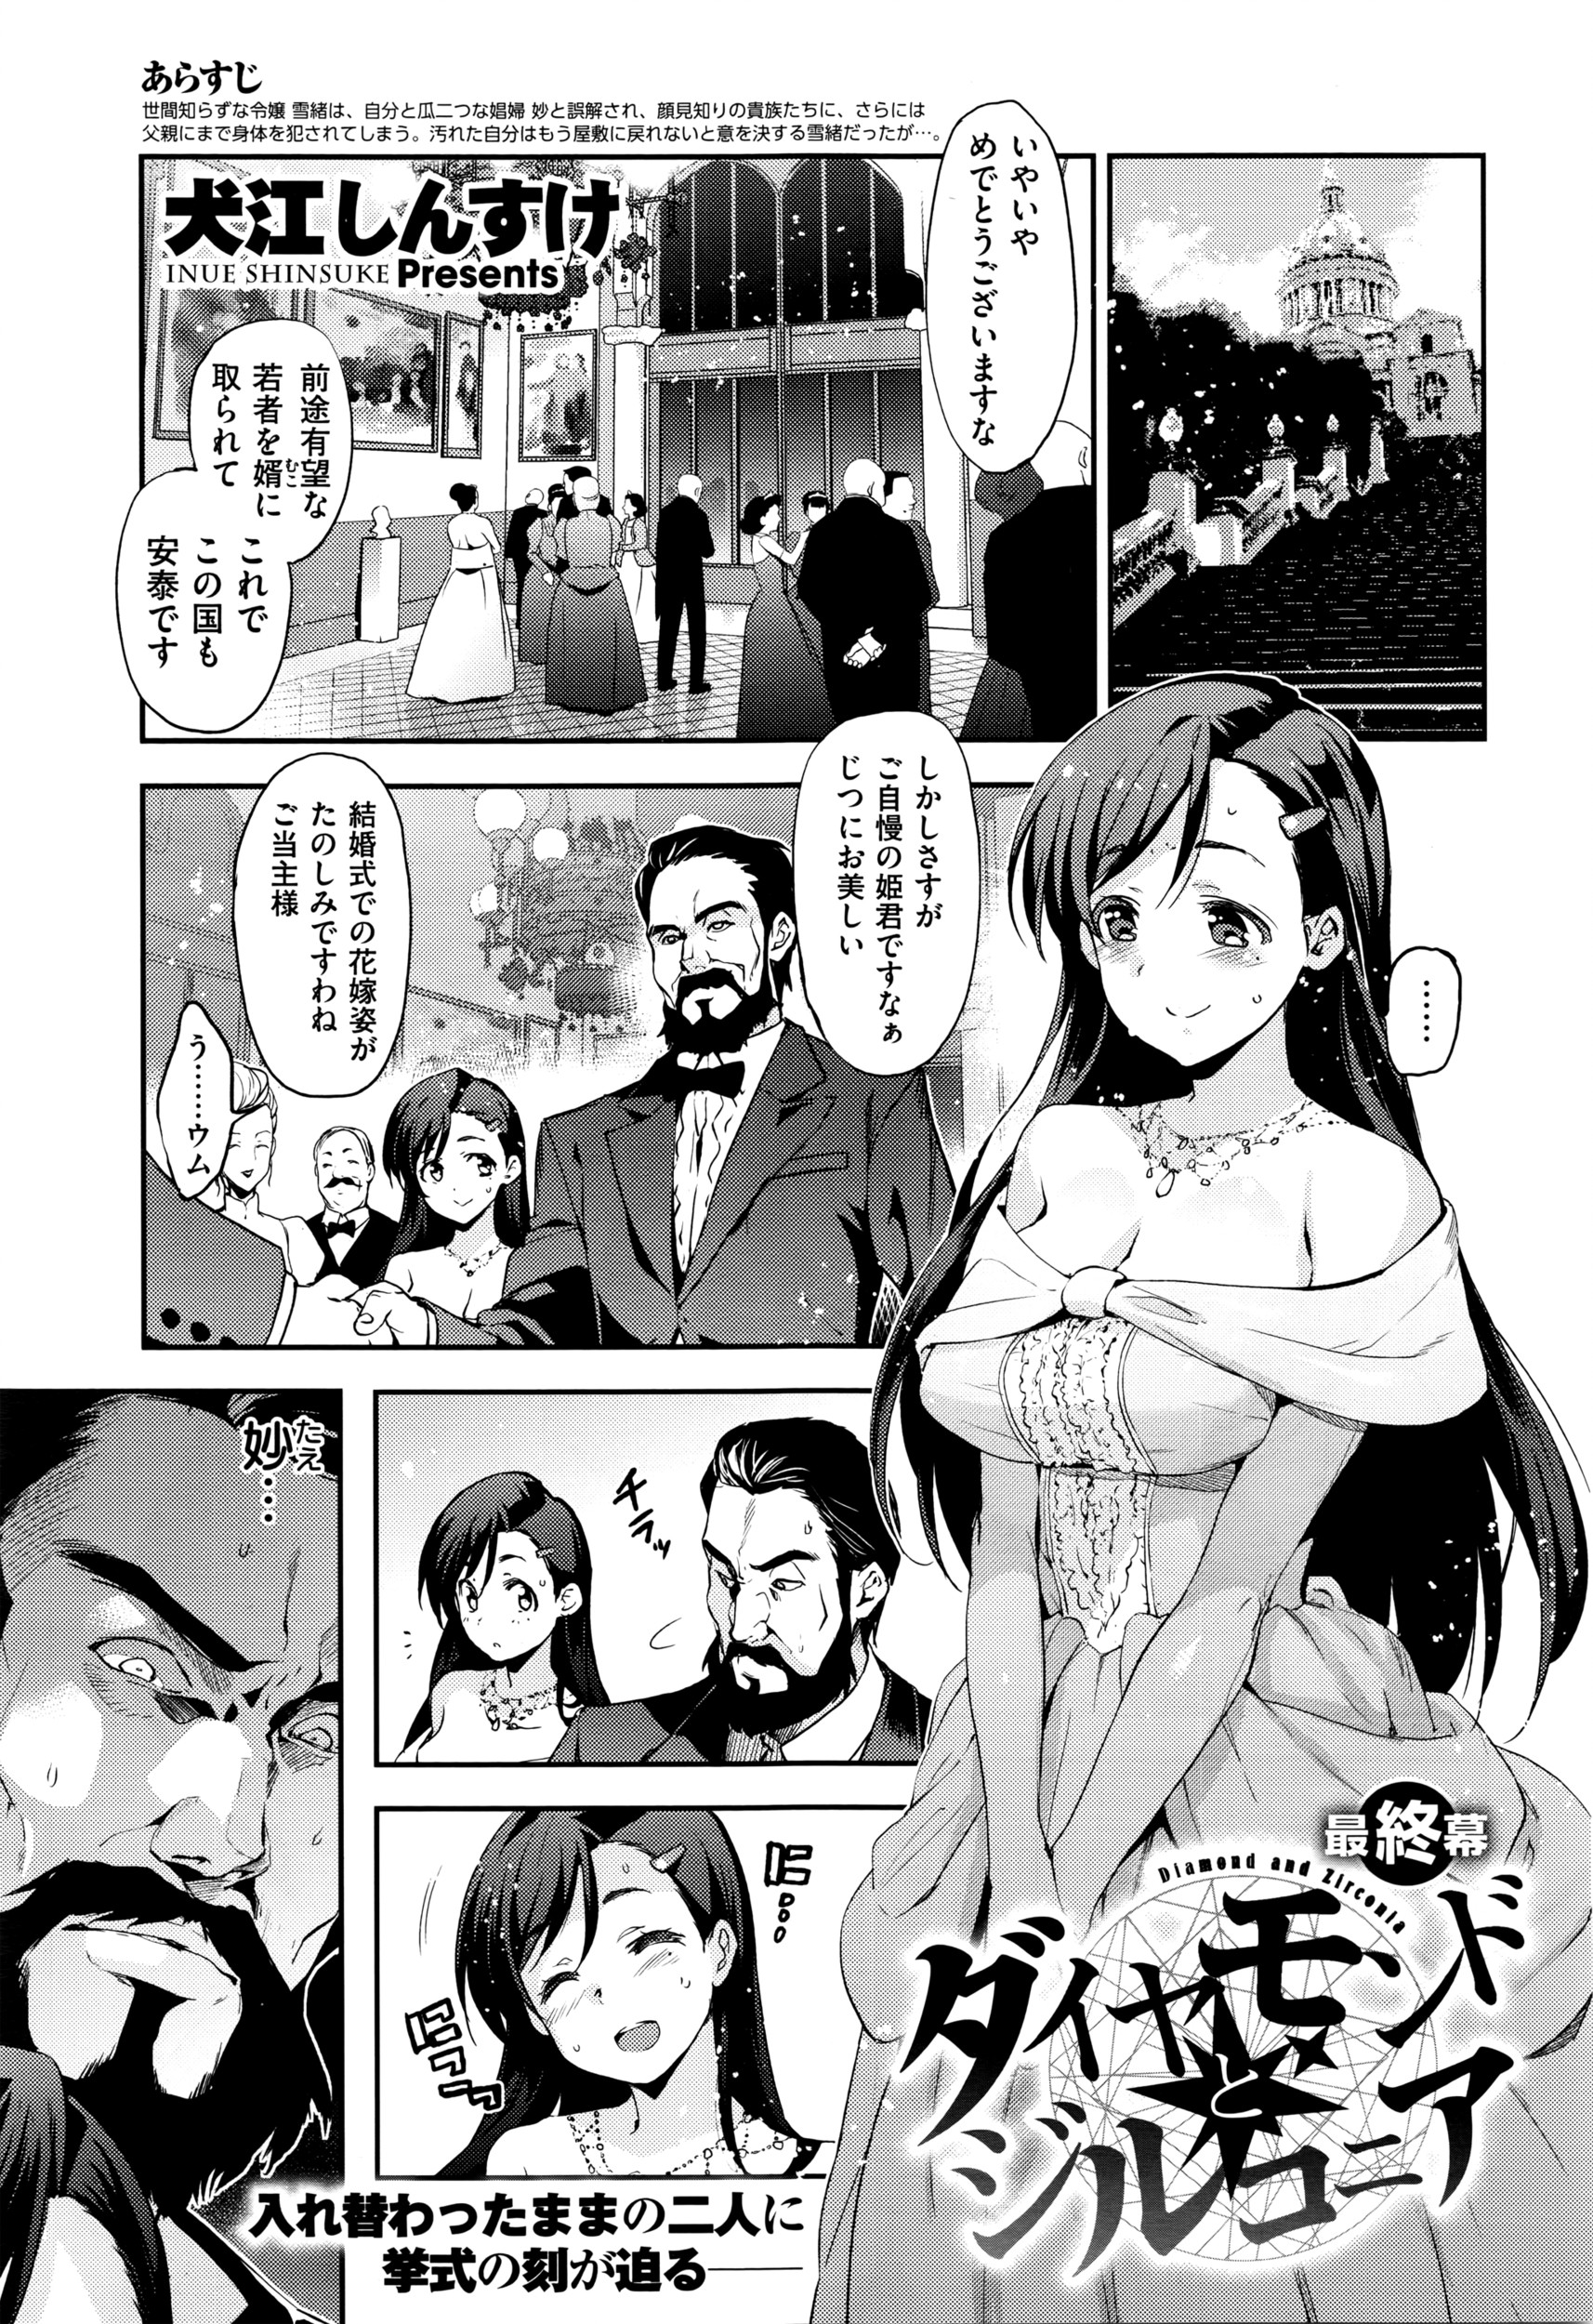 あらすじ
世間知らずな令嬢 雪緒は、自分と瓜二つな娼婦 妙と誤解され、顔見知りの貴族たちに、さらには
父親にまで身体を犯されてしまう。汚れた自分はもう屋敷に戻れないと意を決する雪緒だったが…。
犬江しんすけ
INUE SHINSUKE Presents
いやいや
めでとうございますな
前途有望な
若者を婿に
むこ
取られて
これで
この国も
安泰です
……
しかしさすが
ご自慢の姫君ですなぁ
じつにお美しい
結婚式での花嫁姿が
たのしみですわね
ご当主様
う……ウム
チラッ
妙…
たえ
にこ…
にこっ
最終幕
Diamond and Zirconia
ダイヤモンド
と
ジルコニア
入れ替わったままの二人に
挙式の刻が迫る――